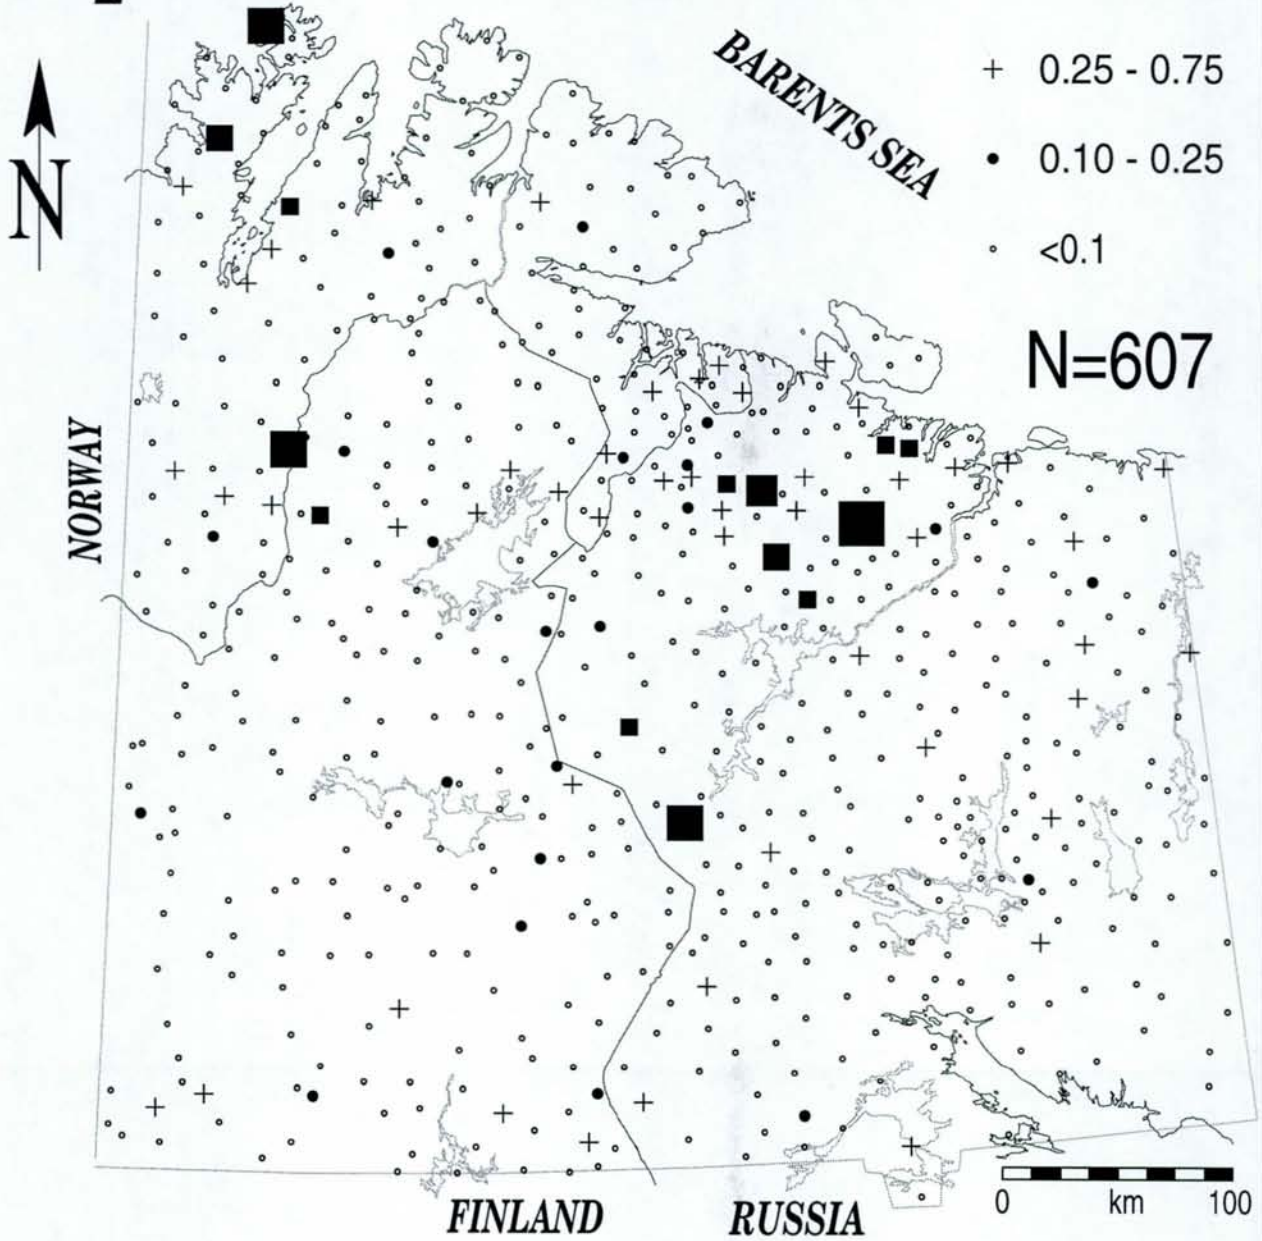 BARENTS SEA
0.25 - 0.75
0.10 - 0.25
<0.1
N
N=607
NORWAY
FINLAND
RUSSIA
0 km 100